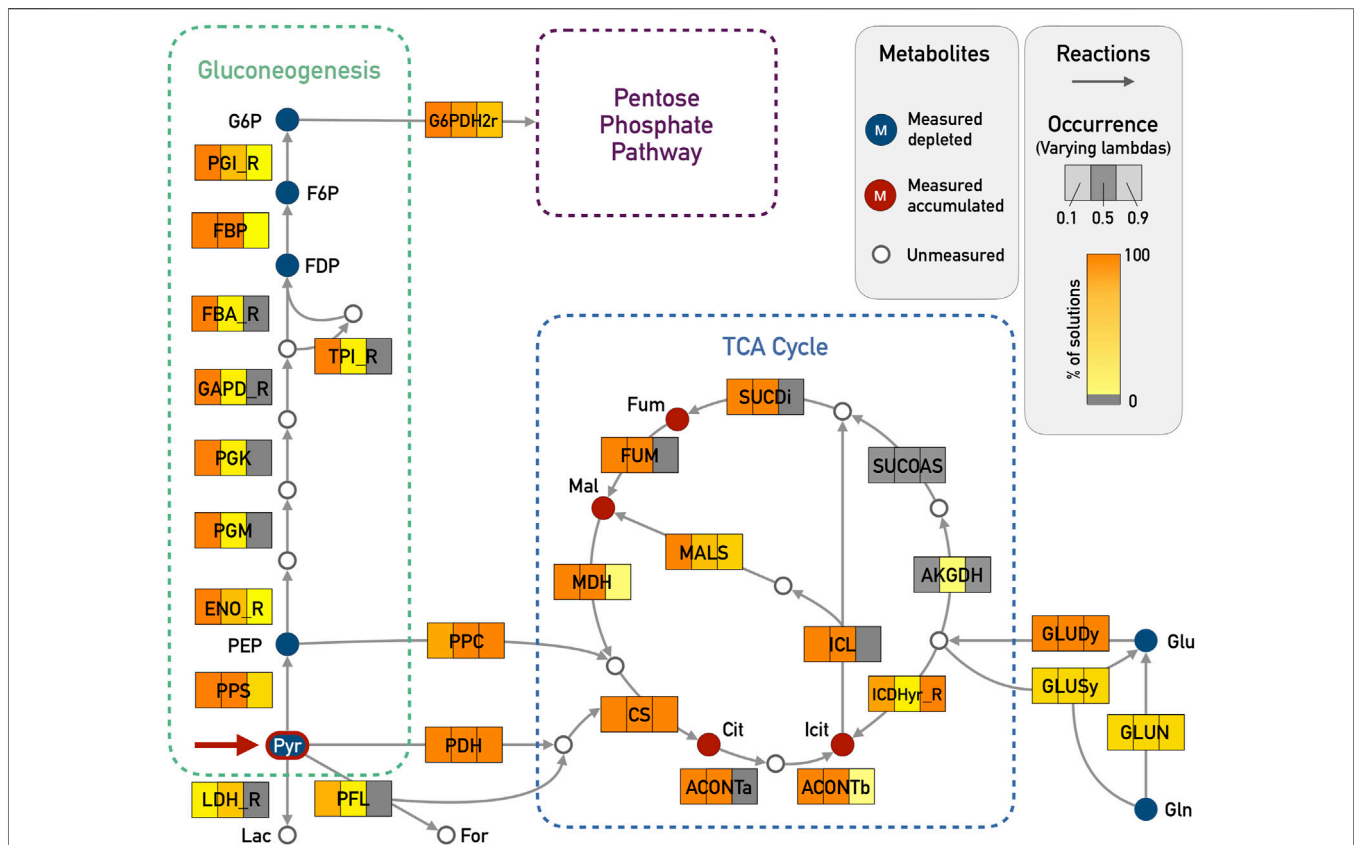 Gluconeogenesis
G6P
G6PDH2r
PGI_R
F6P
FBP
FDP
FBA_R
TPI_R
GAPD_R
PGK
PGM
ENO_R
PEP
PPC
PPS
Pyr
PDH
LDH_R
PFL
Lac
For
Pentose
Phosphate
Pathway
TCA Cycle
SUCDi
Fum
FUM
SUCOAS
Mal
MALS
MDH
AKGDH
ICL
ICDHyr_R
CS
Cit
Icit
ACONTa
ACONTb
GLUDy
Glu
GLUSy
GLUN
Gln
Metabolites
M
Measured
depleted
M
Measured
accumulated
Unmeasured
Reactions
Occurrence
(Varying lambdas)
0.1 0.5 0.9
% of solutions
100
0